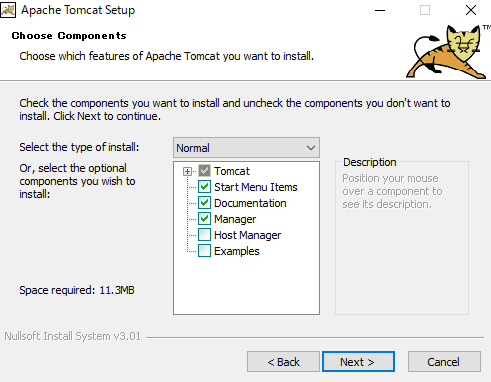 Apache Tomcat Setup
Choose Components
Choose which features of Apache Tomcat you want to install.
TM
Check the components you want to install and uncheck the components you don't want to
install. Click Next to continue.
Select the type of install:
Normal
Or, select the optional
components you wish to
install:
Tomcat
Start Menu Items
Documentation
Manager
Host Manager
Examples
Description
Position your mouse
over a component to
see its description.
Space required: 11.3MB
Nullsoft Install System v3.01
< Back
Next >
Cancel